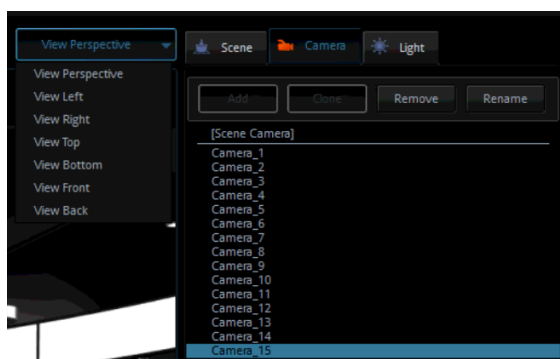 View Perspective
Scene
Camera
Light
View Perspective
View Left
View Right
View Top
View Bottom
View Front
View Back
Add
Clone
Remove
Rename
[Scene Camera]
Camera_1
Camera_2
Camera_3
Camera_4
Camera_5
Camera_6
Camera_7
Camera_8
Camera_9
Camera_10
Camera_11
Camera_12
Camera_13
Camera_14
Camera_15